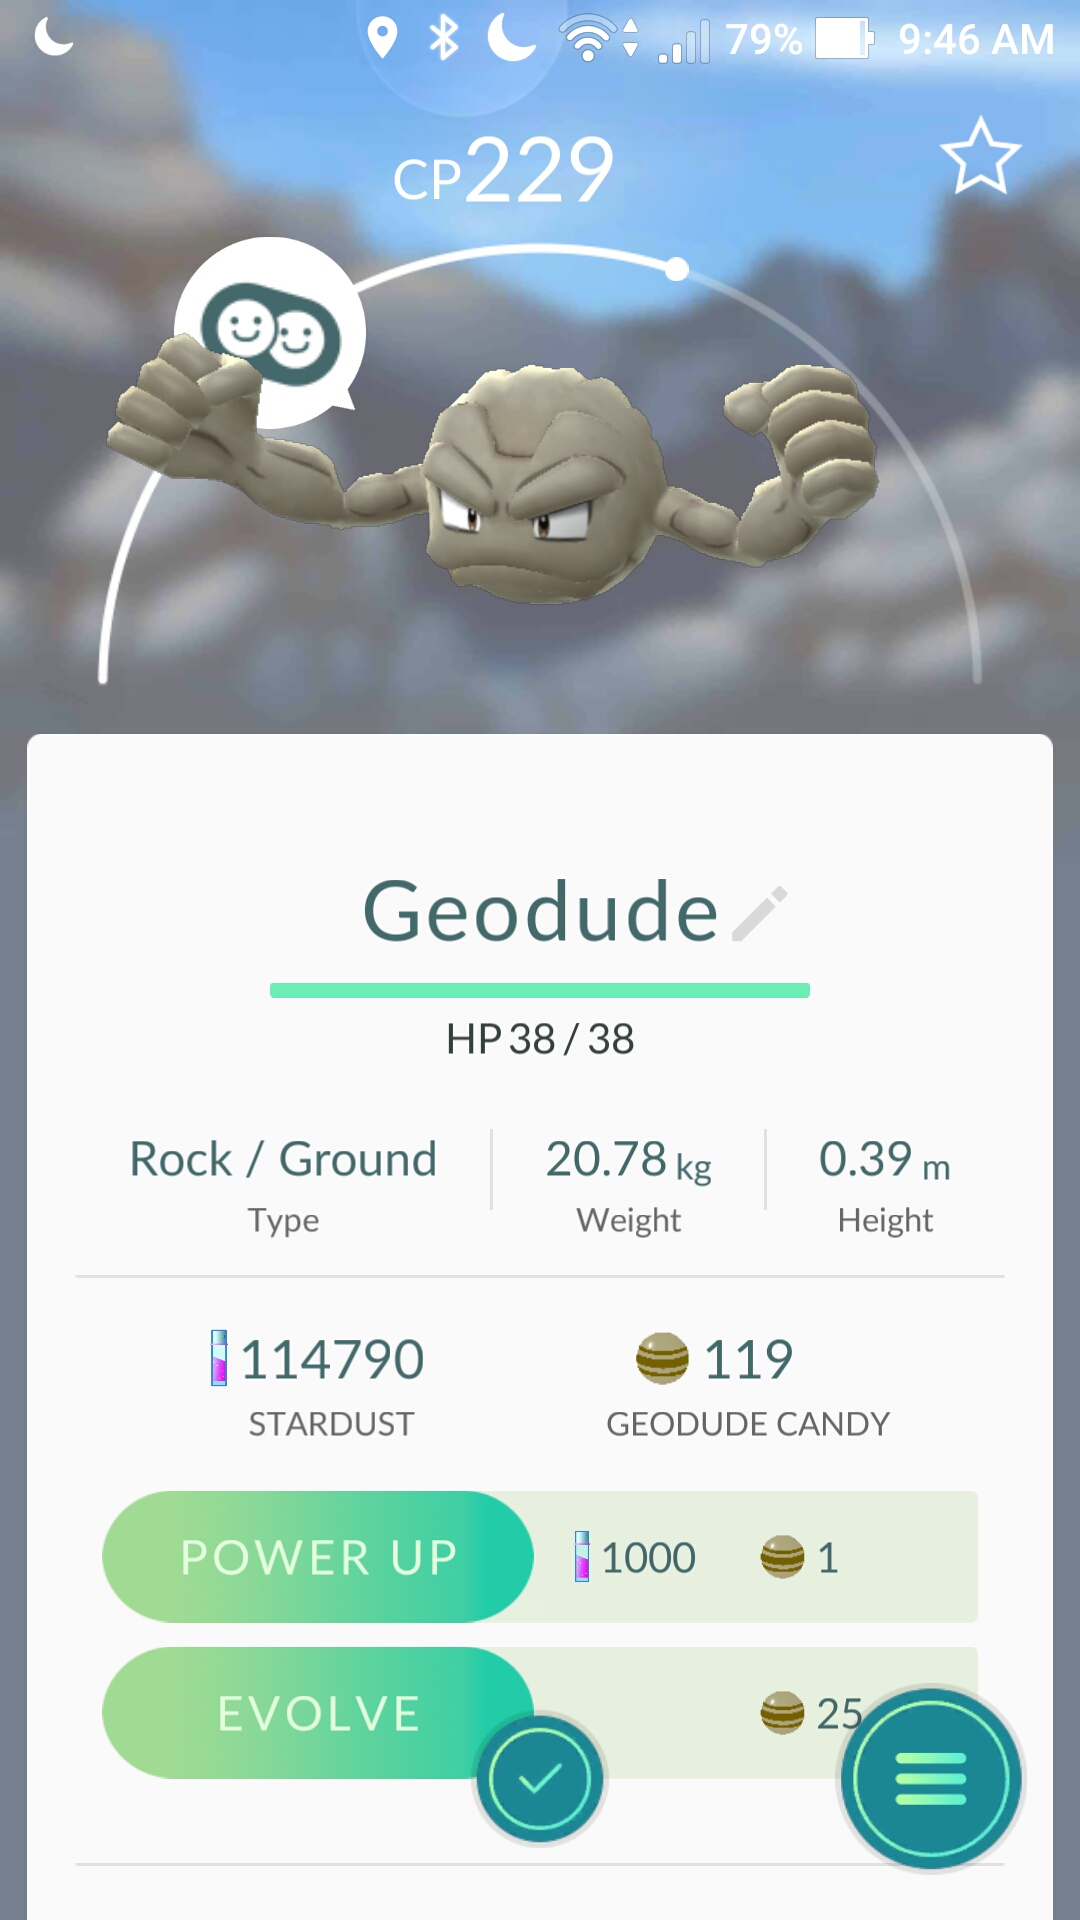 79% 9:46 AM
CP229
Geodude
HP 38 / 38
Rock / Ground 20.78 kg 0.39 m
Type Weight Height
114790 119
STARDUST GEODUDE CANDY
POWER UP 1000 1
EVOLVE 25